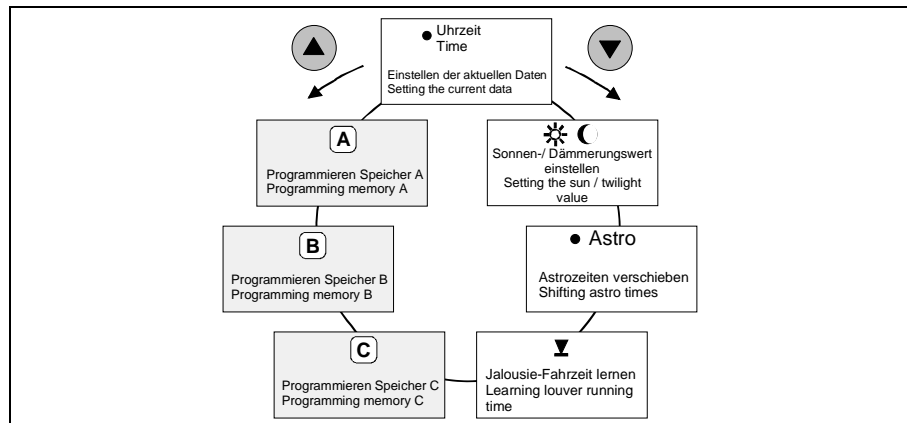 Uhrzeit
Time
Einstellen der aktuellen Daten
Setting the current data
A
Programmieren Speicher A
Programming memory A
Sonnen-/ Dämmerungswert
einstellen
Setting the sun / twilight
value
B
Programmieren Speicher B
Programming memory B
Astro
Astrozeiten verschieben
Shifting astro times
C
Programmieren Speicher C
Programming memory C
Jalousie-Fahrzeit lernen
Learning louver running
time